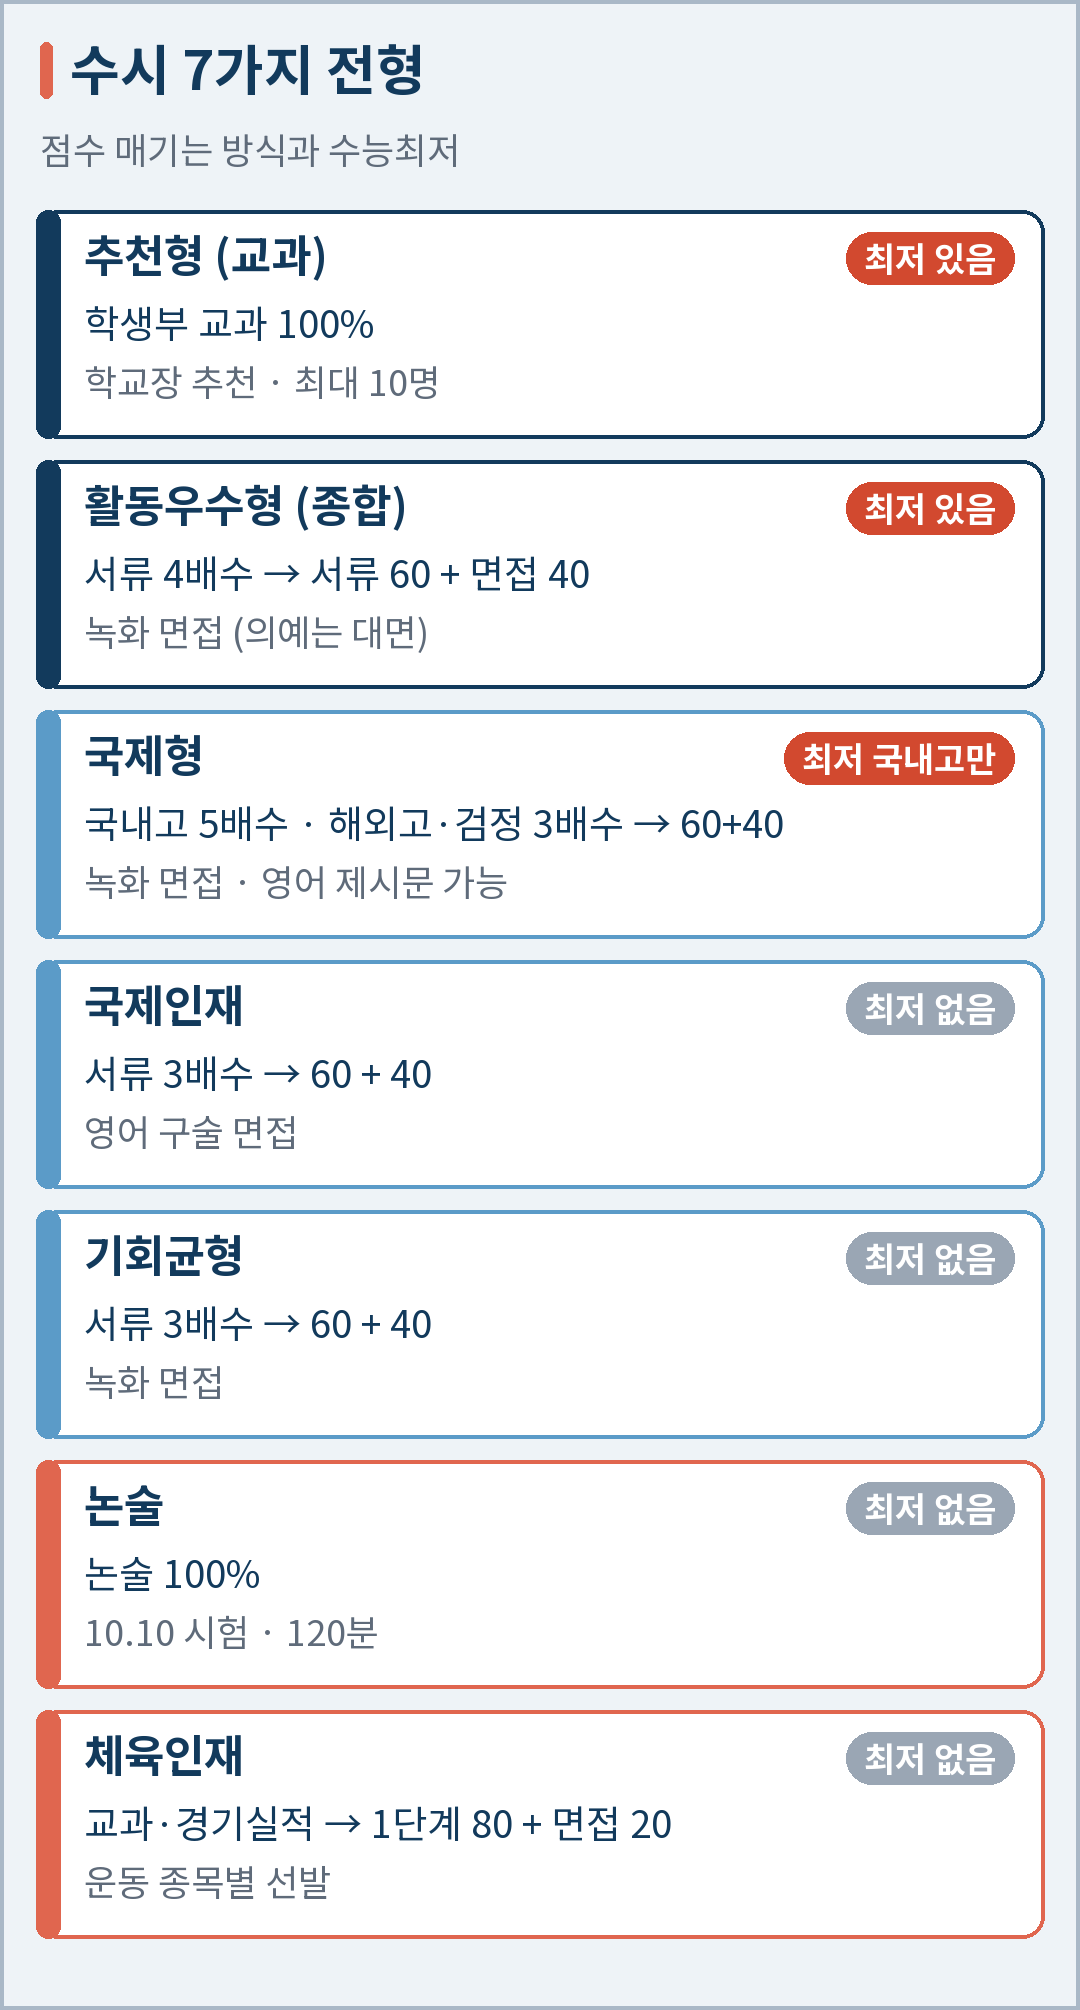 수시 7가지 전형
점수 매기는 방식과 수능최저
추천형 (교과)
최저 있음
학생부 교과 100%
학교장 추천 · 최대 10명
활동우수형 (종합)
최저 있음
서류 4배수 → 서류 60 + 면접 40
녹화 면접 (의예는 대면)
국제형
최저 국내고만
국내고 5배수 · 해외고·검정 3배수 → 60+40
녹화 면접 · 영어 제시문 가능
국제인재
최저 없음
서류 3배수 → 60 + 40
영어 구술 면접
기회균형
최저 없음
서류 3배수 → 60 + 40
녹화 면접
논술
최저 없음
논술 100%
10.10 시험 · 120분
체육인재
최저 없음
교과·경기실적 → 1단계 80 + 면접 20
운동 종목별 선발